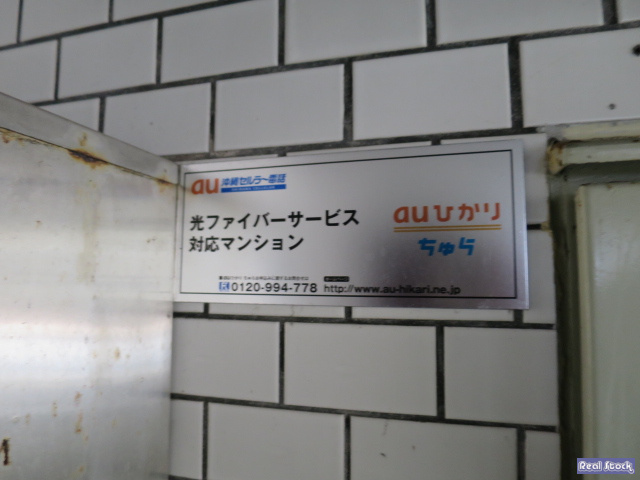 au 沖縄セルラー電話
auひかり
ちゅら
光ファイバーサービス
対応マンション
0120-994-778 http://www.au-hikari.ne.jp
Real Stock